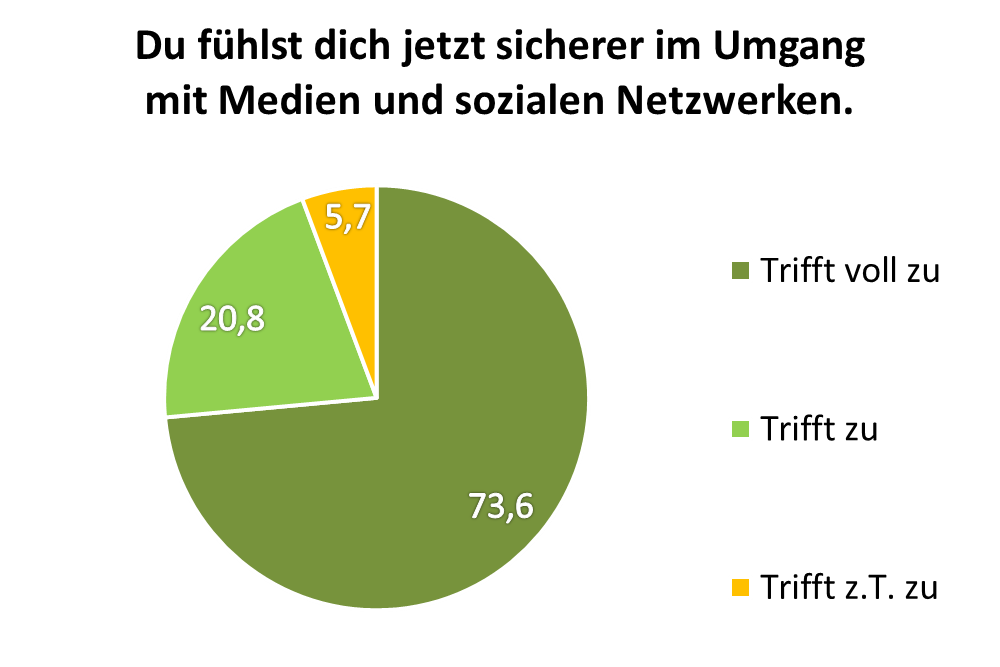 Du fühlst dich jetzt sicherer im Umgang
mit Medien und sozialen Netzwerken.
5,7
20,8
73,6
Trifft voll zu
Trifft zu
Trifft z.T. zu